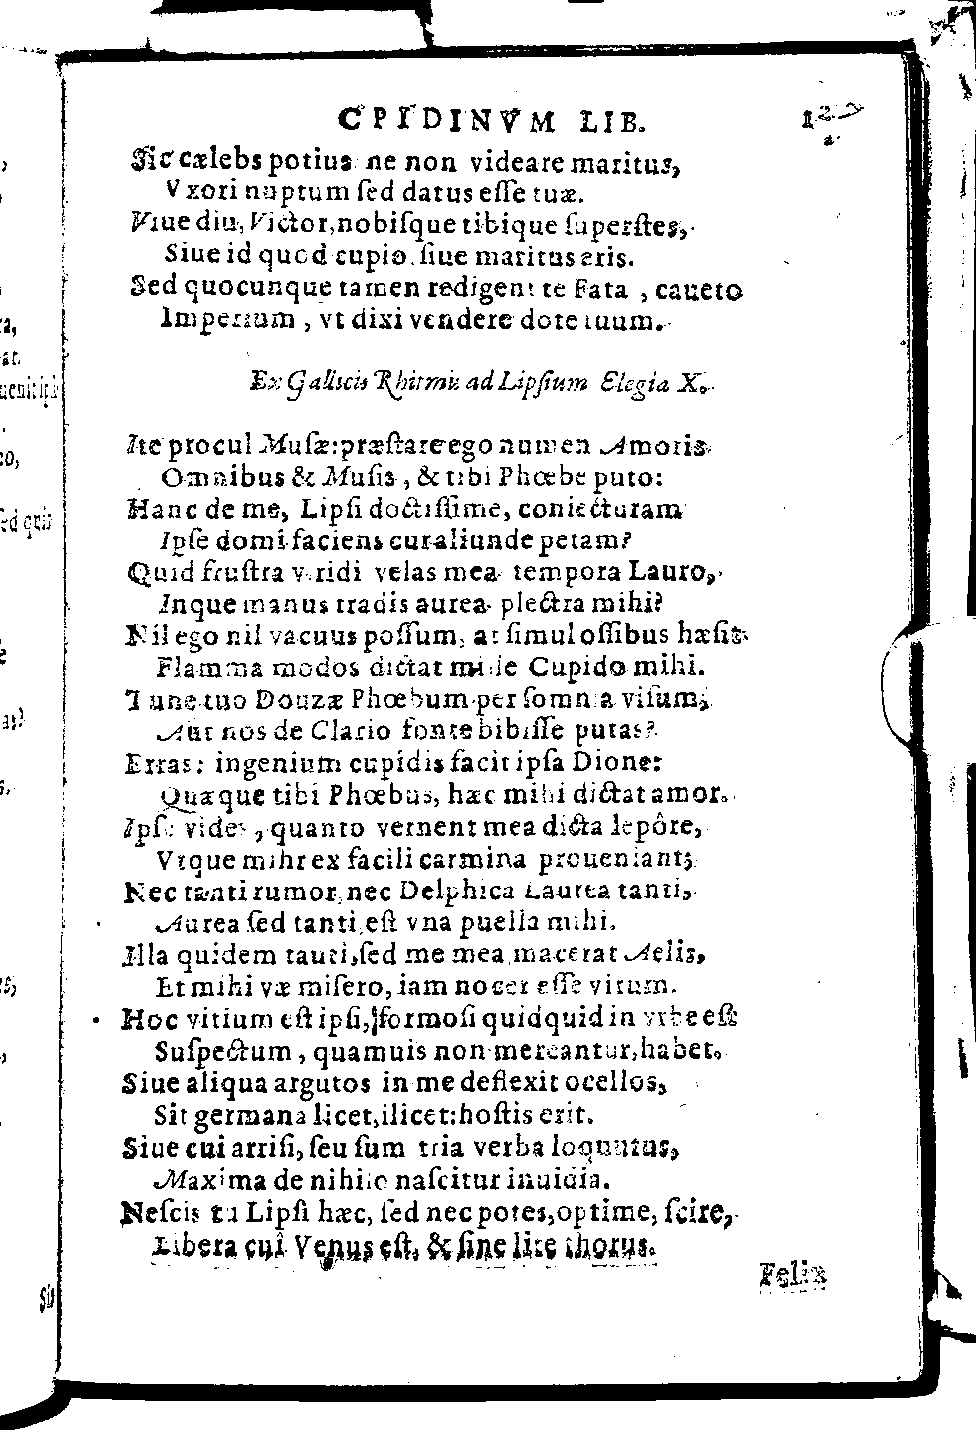 CPIDINVM LIB.
Sic cælebs potius ne non videare maritus,
Vxori nuptum ſed datus eſſe tuæ.
Viue diu, Victor, nobiſque tibique ſuperſtes,
Siue id quod cupio, ſiue maritus eris.
Sed quocunque tamen redigent te Fata , caueto
Imperium , vt dixi vendere dote tuum.
Ex Gallicis Rhitmis ad Lipſium Elegia X.
Ite procul Muſæ: præſtare ego numen Amoris
Omnibus & Muſis, & tibi Phœbe puto:
Hanc de me, Lipſi doctiſſime, coniecturam
Ipſe domi faciens cur aliunde petam?
Quid fruſtra viridi velas mea tempora Lauro,
Inque manus tradis aurea plectra mihi?
Nil ego nil vacuus poſſum, at ſimul oſſibus hæſit
Flamma modos dictat mille Cupido mihi.
Tune tuo Douzæ Phœbum per ſomnia viſum,
Aut nos de Clario fonte bibiſſe putas?
Erras: ingenium cupidis facit ipſa Dione:
Quæque tibi Phœbus, hæc mihi dictat amor.
Ipſe vides , quanto vernent mea dicta lepôre,
Vtque mihi ex facili carmina proueniant;
Nec tanti rumor, nec Delphica Laurea tanti,
Aurea ſed tanti eſt vna puella mihi.
Illa quidem tanti, ſed me mea macerat Aelis,
Et mihi væ miſero, iam nocet eſſe virum.
Hoc vitium eſt ipſi, formoſi quidquid in vrbe eſt
Suſpectum, quamuis non mereantur, habet.
Siue aliqua argutos in me deflexit ocellos,
Sit germana licet, ilicet: hoſtis erit.
Siue cui arriſi, ſeu ſum tria verba loquutus,
Maxima de nihilo naſcitur inuidia.
Neſcis tu Lipſi hæc, ſed nec potes, optime, ſcire,
Libera cui Venus eſt, & ſine lite thorus.
Felix